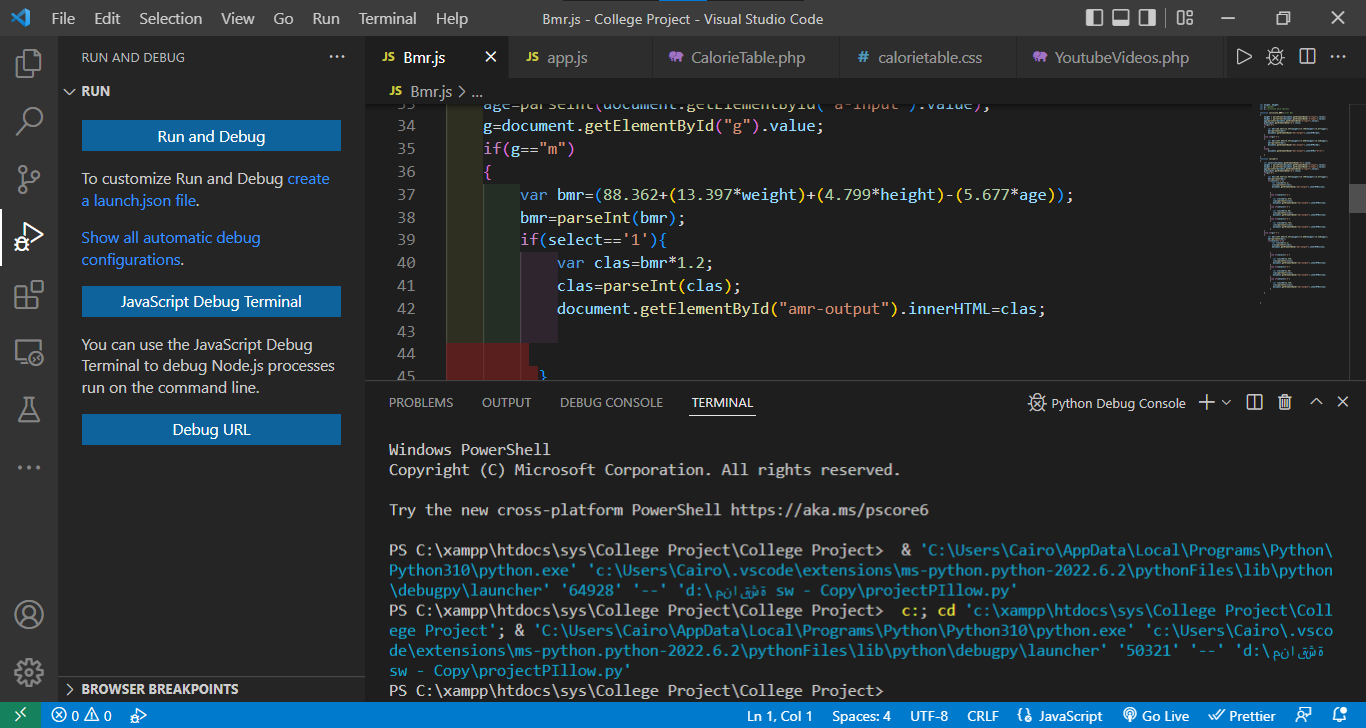 File Edit Selection View Go Run Terminal Help
Bmr.js - College Project - Visual Studio Code
RUN AND DEBUG
RUN
Run and Debug
To customize Run and Debug create
a launch.json file.
Show all automatic debug
configurations.
JavaScript Debug Terminal
You can use the JavaScript Debug
Terminal to debug Node.js processes
run on the command line.
Debug URL
BROWSER BREAKPOINTS
JS Bmr.js
JS app.js
CalorieTable.php
# calorietable.css
YoutubeVideos.php
JS Bmr.js > ...
33 age=parseInt(document.getElementById("a-input").value);
34 g=document.getElementById("g").value;
35 if(g=="m")
36 {
37 var bmr=(88.362+(13.397*weight)+(4.799*height)-(5.677*age));
38 bmr=parseInt(bmr);
39 if(select=='1'){
40 var clas=bmr*1.2;
41 clas=parseInt(clas);
42 document.getElementById("amr-output").innerHTML=clas;
43
44
45 }
PROBLEMS OUTPUT DEBUG CONSOLE TERMINAL
Python Debug Console
Windows PowerShell
Copyright (C) Microsoft Corporation. All rights reserved.
Try the new cross-platform PowerShell https://aka.ms/pscore6
PS C:\xampp\htdocs\sys\College Project\College Project> & 'C:\Users\Cairo\AppData\Local\Programs\Python\
Python310\python.exe' 'c:\Users\Cairo\.vscode\extensions\ms-python.python-2022.6.2\pythonFiles\lib\python
\debugpy\launcher' '64928' '--' 'd:\ sw - Copy\projectPIllow.py'
PS C:\xampp\htdocs\sys\College Project\College Project> c:; cd 'c:\xampp\htdocs\sys\College Project\Coll
ege Project'; & 'C:\Users\Cairo\AppData\Local\Programs\Python\Python310\python.exe' 'c:\Users\Cairo\.vsco
de\extensions\ms-python.python-2022.6.2\pythonFiles\lib\python\debugpy\launcher' '50321' '--' 'd:\
sw - Copy\projectPIllow.py'
PS C:\xampp\htdocs\sys\College Project\College Project>
0 0
Ln 1, Col 1 Spaces: 4 UTF-8 CRLF JavaScript Go Live Prettier